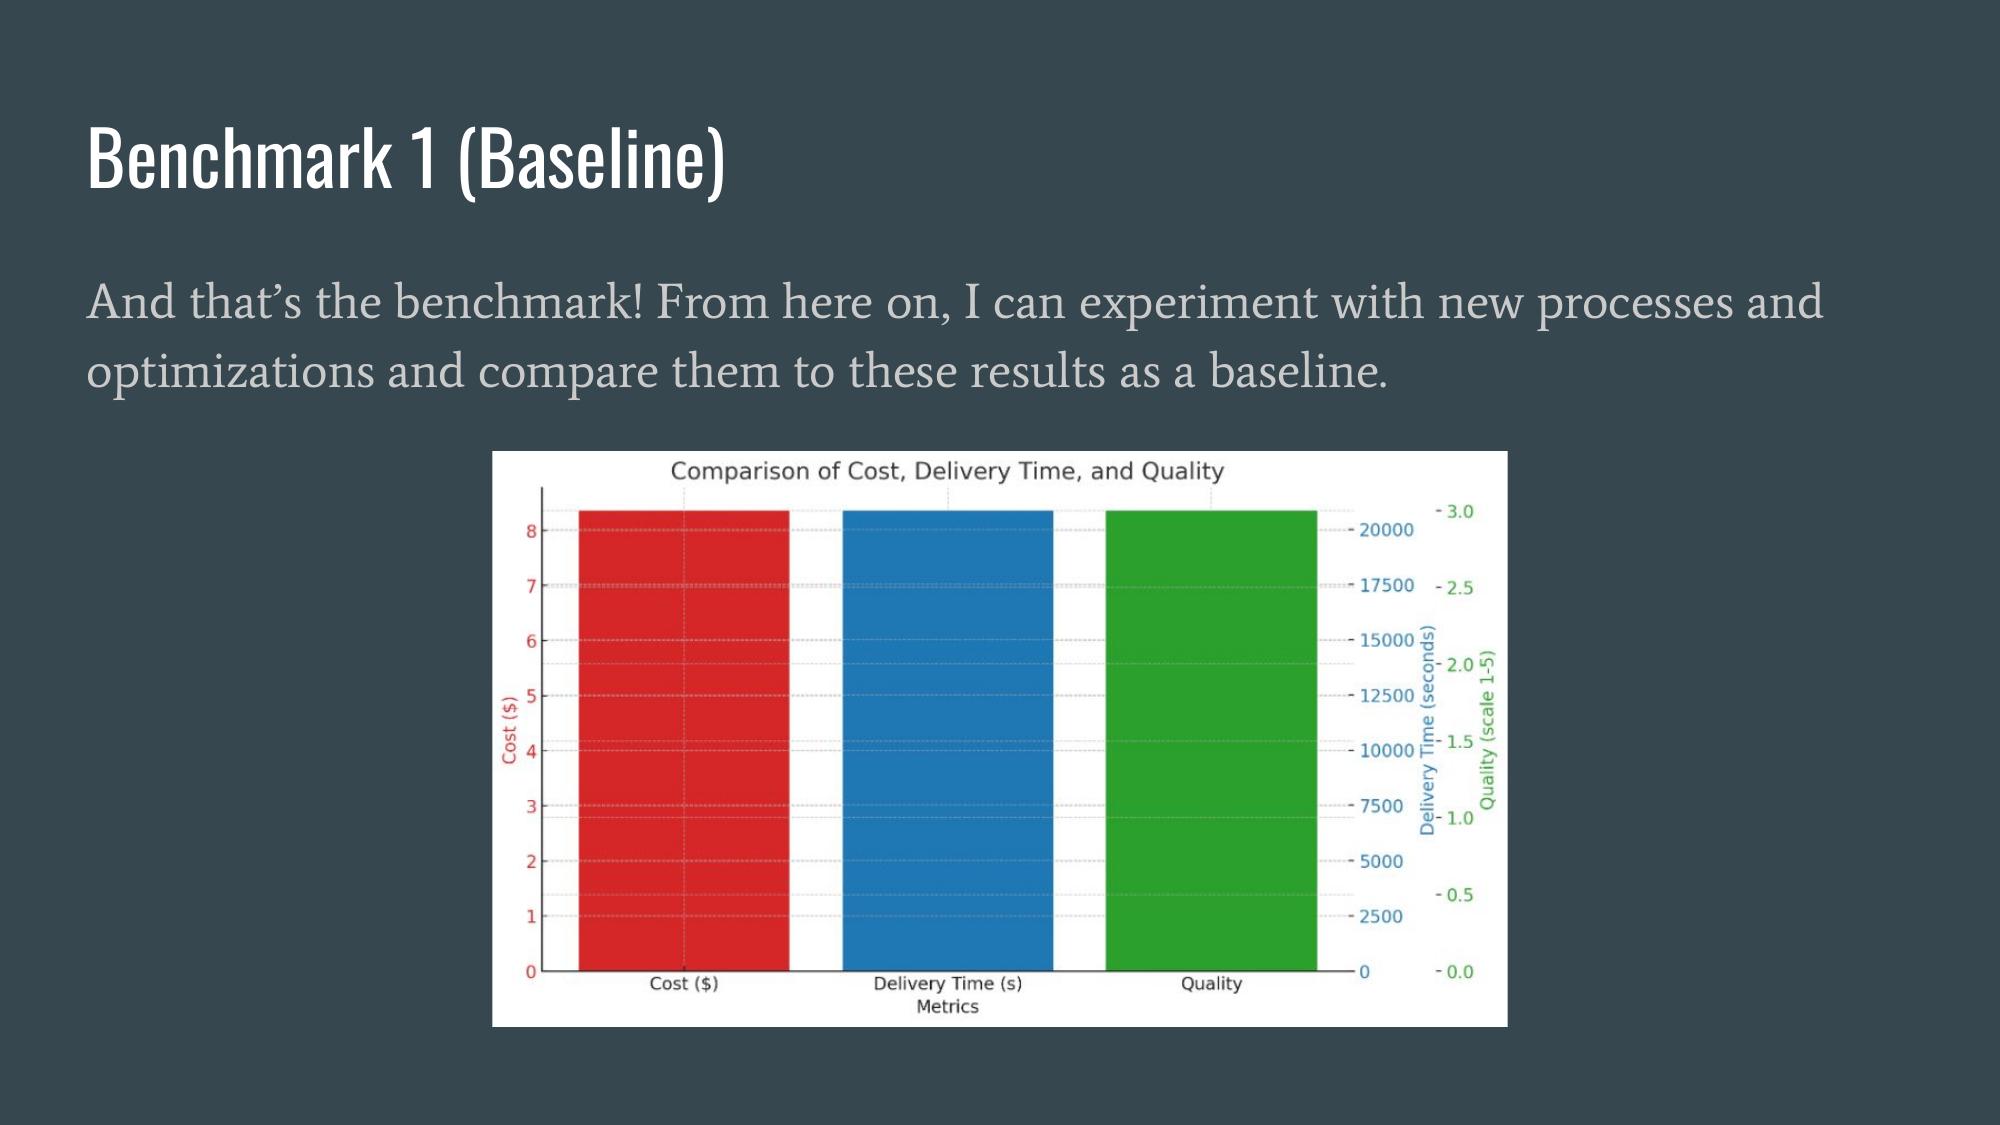 Benchmark 1 (Baseline)
And that’s the benchmark! From here on, I can experiment with new processes and
optimizations and compare them to these results as a baseline.
Comparison of Cost, Delivery Time, and Quality
Cost ($)
8
7
6
5
4
3
2
1
0
Cost ($)
Delivery Time (s)
Quality
Metrics
20000
17500
15000
12500
10000
7500
5000
2500
0
Delivery Time (seconds)
3.0
2.5
2.0
1.5
1.0
0.5
0.0
Quality (scale 1-5)